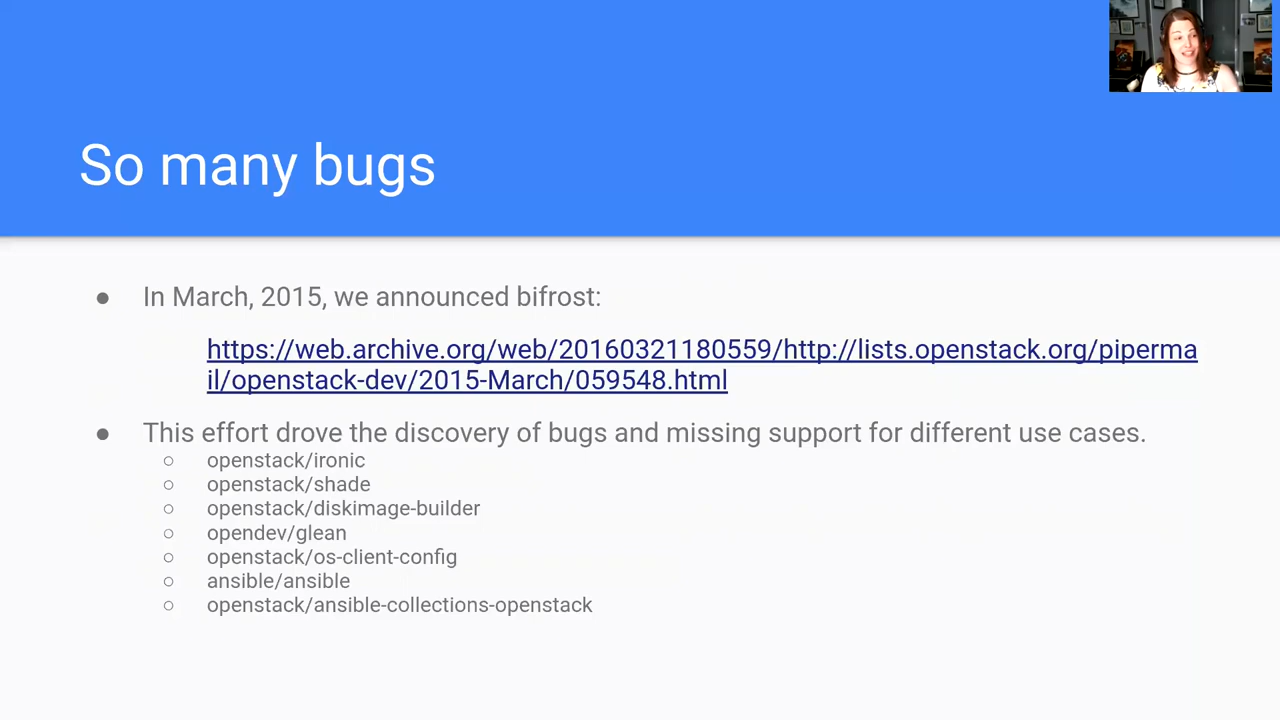 So many bugs
● In March, 2015, we announced bifrost:
https://web.archive.org/web/20160321180559/http://lists.openstack.org/piperma
il/openstack-dev/2015-March/059548.html
● This effort drove the discovery of bugs and missing support for different use cases.
○ openstack/ironic
○ openstack/shade
○ openstack/diskimage-builder
○ opendev/glean
○ openstack/os-client-config
○ ansible/ansible
○ openstack/ansible-collections-openstack